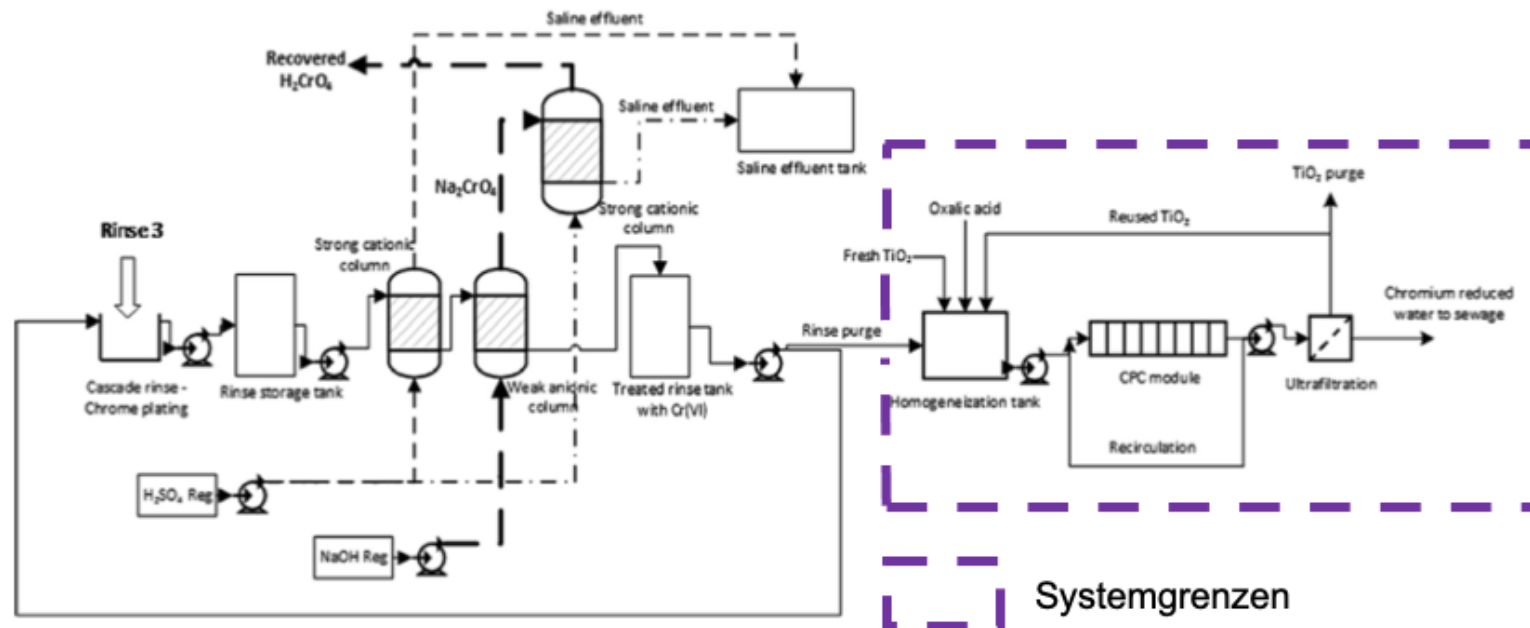 Saline effluent
Recovered
H₂CrO₄
Saline effluent
Saline effluent tank
Na₂CrO₄
Strong cationic
column
Rinse 3
Strong cationic
column
Cascade rinse -
Chrome plating
Rinse storage tank
Weak anionic
column
Treated rinse tank
with Cr(VI)
Rinse purge
H₂SO₄ Reg
NaOH Reg
TiO₂ purge
Oxalic acid
Reused TiO₂
Fresh TiO₂
Chromium reduced
water to sewage
CPC module
Ultrafiltration
Homogeneization tank
Recirculation
Systemgrenzen